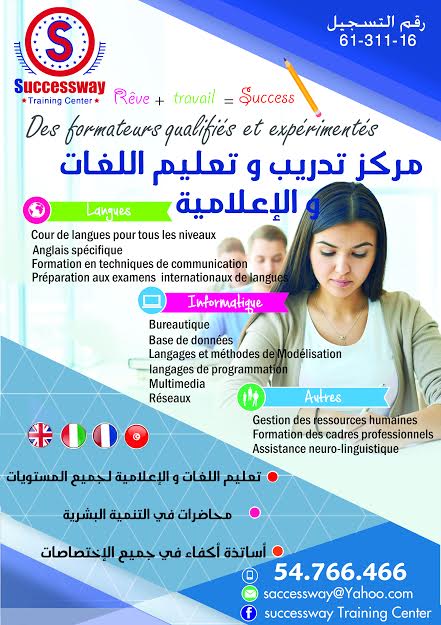 S
Successway
Training Center
رقم التسجيل
61-311-16
Rêve + travail = Success
Des formateurs qualifiés et expérimentés
مركز تدريب و تعليم اللغات
و الإعلامية
Langues
Cour de langues pour tous les niveaux
Anglais spécifique
Formation en techniques de communication
Préparation aux examens internationaux de langues
Informatique
Bureautique
Base de données
Langages et méthodes de Modélisation
langages de programmation
Multimedia
Réseaux
Autres
Gestion des ressources humaines
Formation des cadres professionnels
Assistance neuro-linguistique
تعليم اللغات و الإعلامية لجميع المستويات
محاضرات في التنمية البشرية
أساتذة أكفاء في جميع الإختصاصات
54.766.466
saccessway@Yahoo.com
successway Training Center